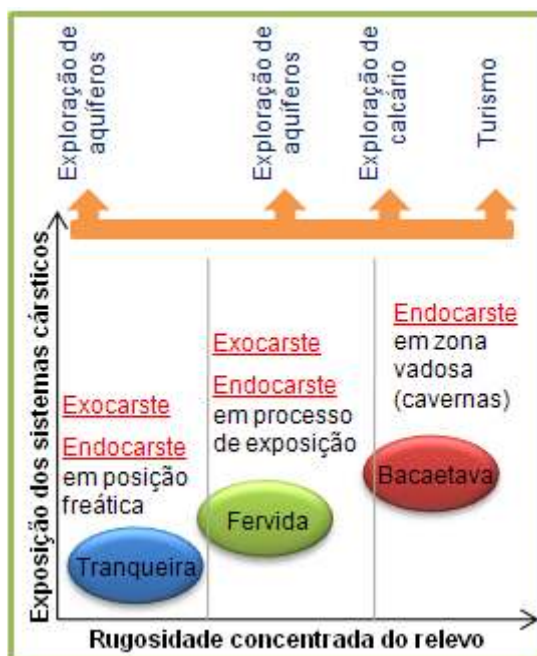 Exploração de
aquíferos
Exploração de
aquíferos
Exploração de
calcário
Turismo
Exposição dos sistemas cársticos
Exocarste
Endocarste
em posição
freática
Tranqueira
Exocarste
Endocarste
em processo
de exposição
Fervida
Endocarste
em zona
vadosa
(cavernas)
Bacaetava
Rugosidade concentrada do relevo